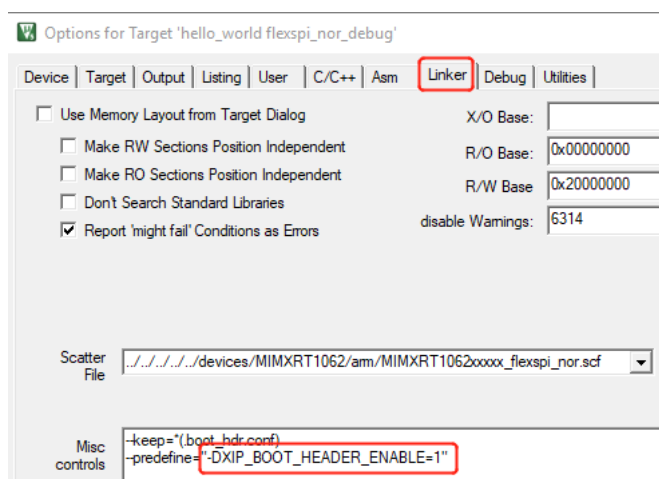 Options for Target 'hello_world flexspi_nor_debug'
Device Target Output Listing User C/C++ Asm Linker Debug Utilities
Use Memory Layout from Target Dialog
X/O Base:
Make RW Sections Position Independent
R/O Base: 0x00000000
Make RO Sections Position Independent
R/W Base 0x20000000
Don't Search Standard Libraries
Report 'might fail' Conditions as Errors
disable Warnings: 6314
Scatter File
../../../../../devices/MIMXRT1062/arm/MIMXRT1062xxxxx_flexspi_nor.scf
Misc controls
--keep=*(.boot_hdr.conf)
--predefine="-DXIP_BOOT_HEADER_ENABLE=1"